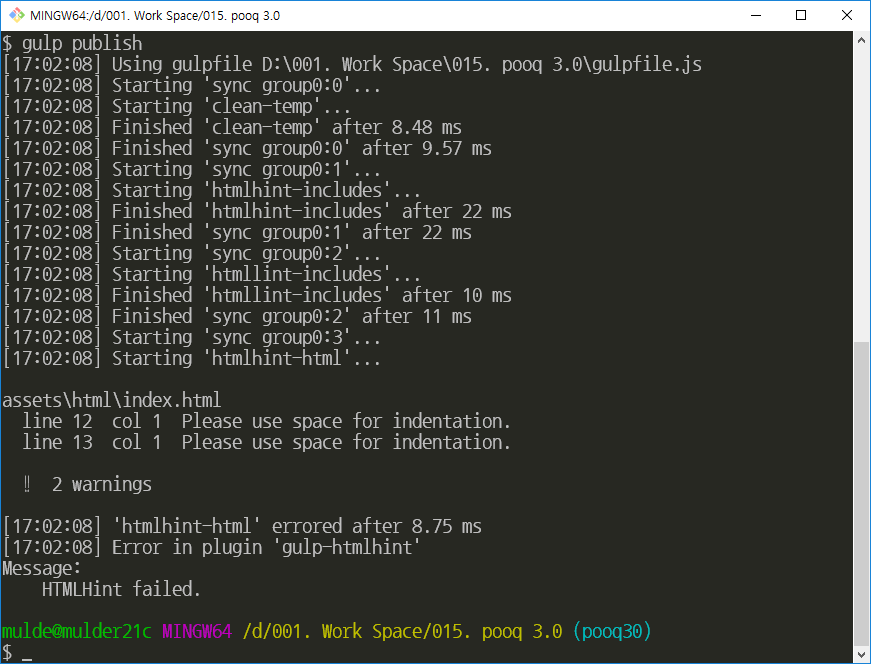 MINGW64:/d/001. Work Space/015. pooq 3.0
$ gulp publish
[17:02:08] Using gulpfile D:\001. Work Space\015. pooq 3.0\gulpfile.js
[17:02:08] Starting 'sync group0:0'...
[17:02:08] Starting 'clean-temp'...
[17:02:08] Finished 'clean-temp' after 8.48 ms
[17:02:08] Finished 'sync group0:0' after 9.57 ms
[17:02:08] Starting 'sync group0:1'...
[17:02:08] Starting 'htmlhint-includes'...
[17:02:08] Finished 'htmlhint-includes' after 22 ms
[17:02:08] Finished 'sync group0:1' after 22 ms
[17:02:08] Starting 'sync group0:2'...
[17:02:08] Starting 'htmllint-includes'...
[17:02:08] Finished 'htmllint-includes' after 10 ms
[17:02:08] Finished 'sync group0:2' after 11 ms
[17:02:08] Starting 'sync group0:3'...
[17:02:08] Starting 'htmlhint-html'...
assets\html\index.html
line 12  col 1  Please use space for indentation.
line 13  col 1  Please use space for indentation.
‼  2 warnings
[17:02:08] 'htmlhint-html' errored after 8.75 ms
[17:02:08] Error in plugin 'gulp-htmlhint'
Message:
HTMLHint failed.
mulde@mulder21c MINGW64 /d/001. Work Space/015. pooq 3.0 (pooq30)
$ _